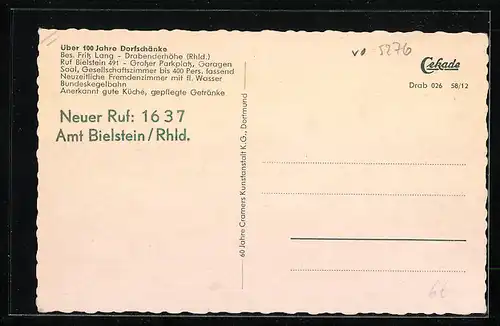 Über 100 Jahre Dorfschänke
Bes. Fritz Lang - Drabenderhöhe (Rhld.)
Ruf Bielstein 491 - Großer Parkplatz, Garagen
Saal, Gesellschaftszimmer bis 400 Pers. fassend
Neuzeitliche Fremdenzimmer mit fl. Wasser
Bundeskegelbahn
Anerkannt gute Küche, gepflegte Getränke
Neuer Ruf: 1637
Amt Bielstein/Rhld.
60 Jahre Cramers Kunstanstalt K.G., Dortmund
vo 5276
Cekade
Drab 026 58/12